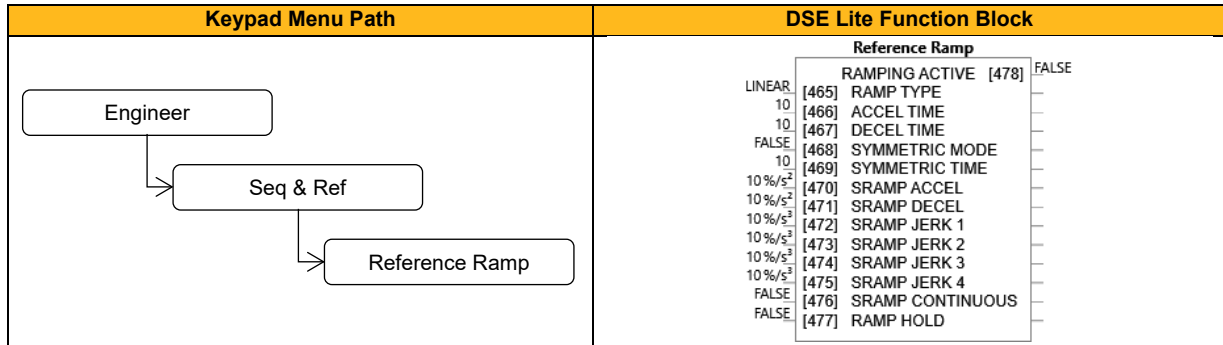 Keypad Menu Path
DSE Lite Function Block
Engineer
Seq & Ref
Reference Ramp
Reference Ramp
RAMPING ACTIVE [478] FALSE
LINEAR [465] RAMP TYPE
10 [466] ACCEL TIME
10 [467] DECEL TIME
FALSE [468] SYMMETRIC MODE
10 [469] SYMMETRIC TIME
10 %/s² [470] SRAMP ACCEL
10 %/s² [471] SRAMP DECEL
10 %/s³ [472] SRAMP JERK 1
10 %/s³ [473] SRAMP JERK 2
10 %/s³ [474] SRAMP JERK 3
10 %/s³ [475] SRAMP JERK 4
FALSE [476] SRAMP CONTINUOUS
FALSE [477] RAMP HOLD